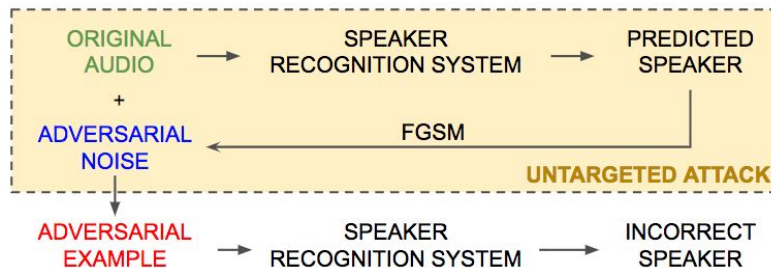 ORIGINAL
AUDIO
SPEAKER
RECOGNITION SYSTEM
PREDICTED
SPEAKER
+
ADVERSARIAL
NOISE
FGSM
UNTARGETED ATTACK
ADVERSARIAL
EXAMPLE
SPEAKER
RECOGNITION SYSTEM
INCORRECT
SPEAKER